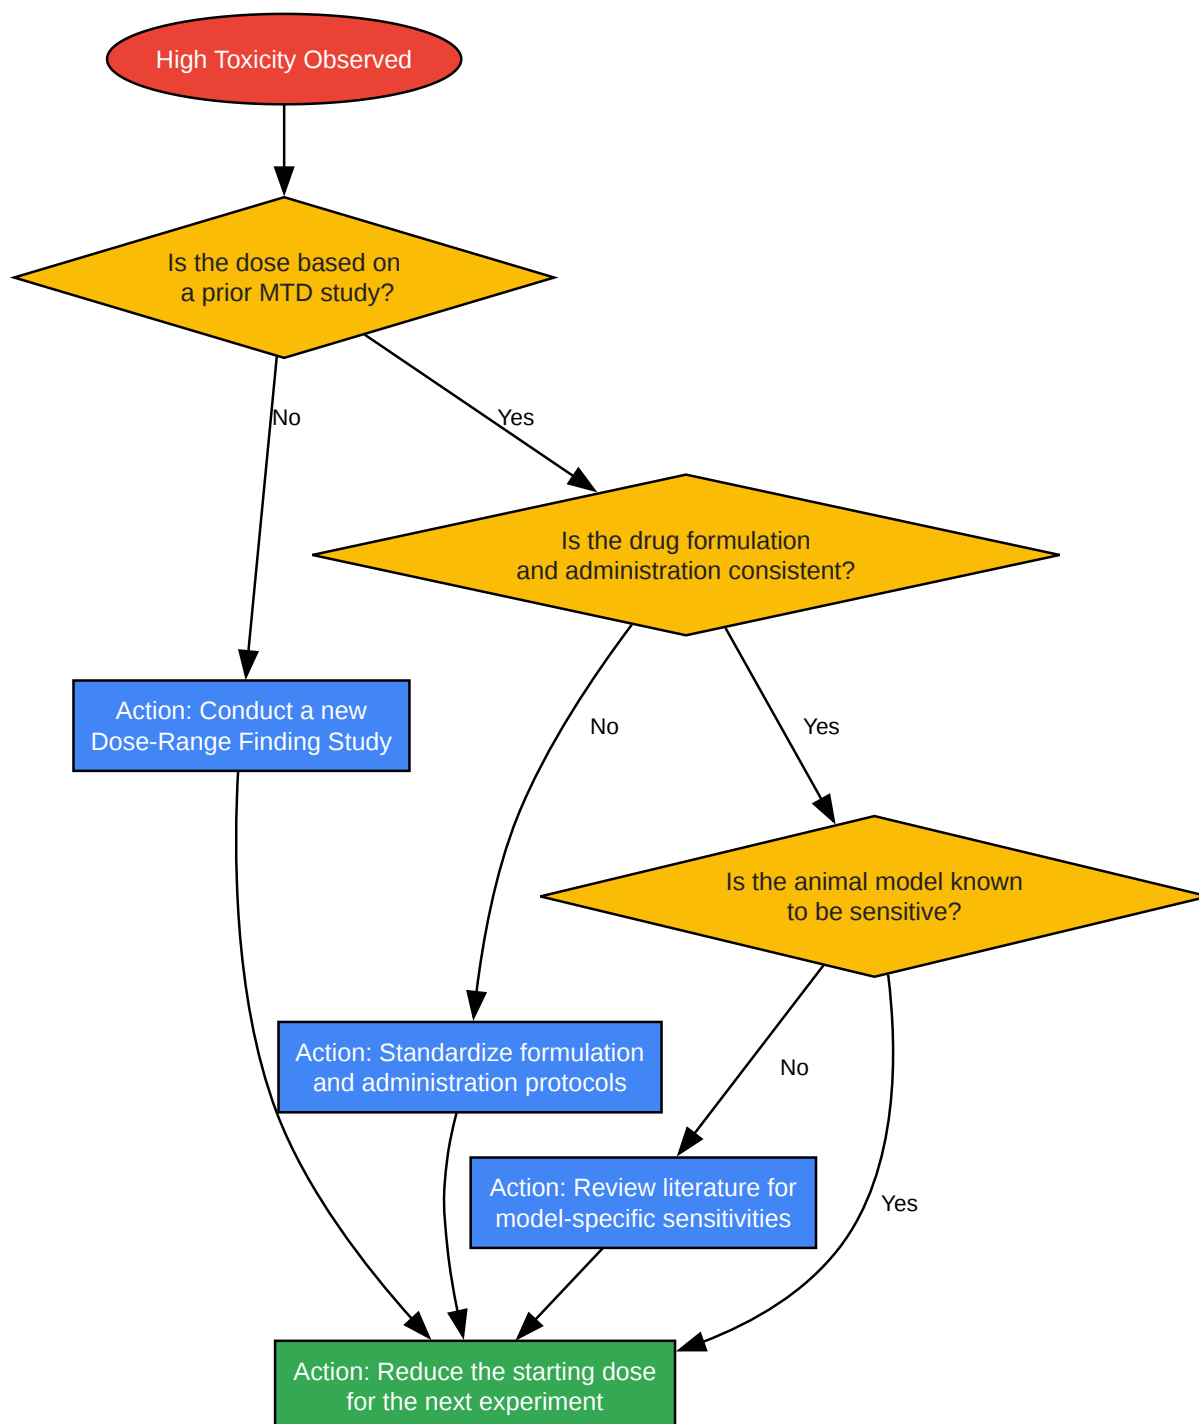 High Toxicity Observed
Is the dose based on
a prior MTD study?
No
Yes
Is the drug formulation
and administration consistent?
Action: Conduct a new
Dose-Range Finding Study
No
Yes
Is the animal model known
to be sensitive?
Action: Standardize formulation
and administration protocols
No
Action: Review literature for
model-specific sensitivities
Yes
Action: Reduce the starting dose
for the next experiment